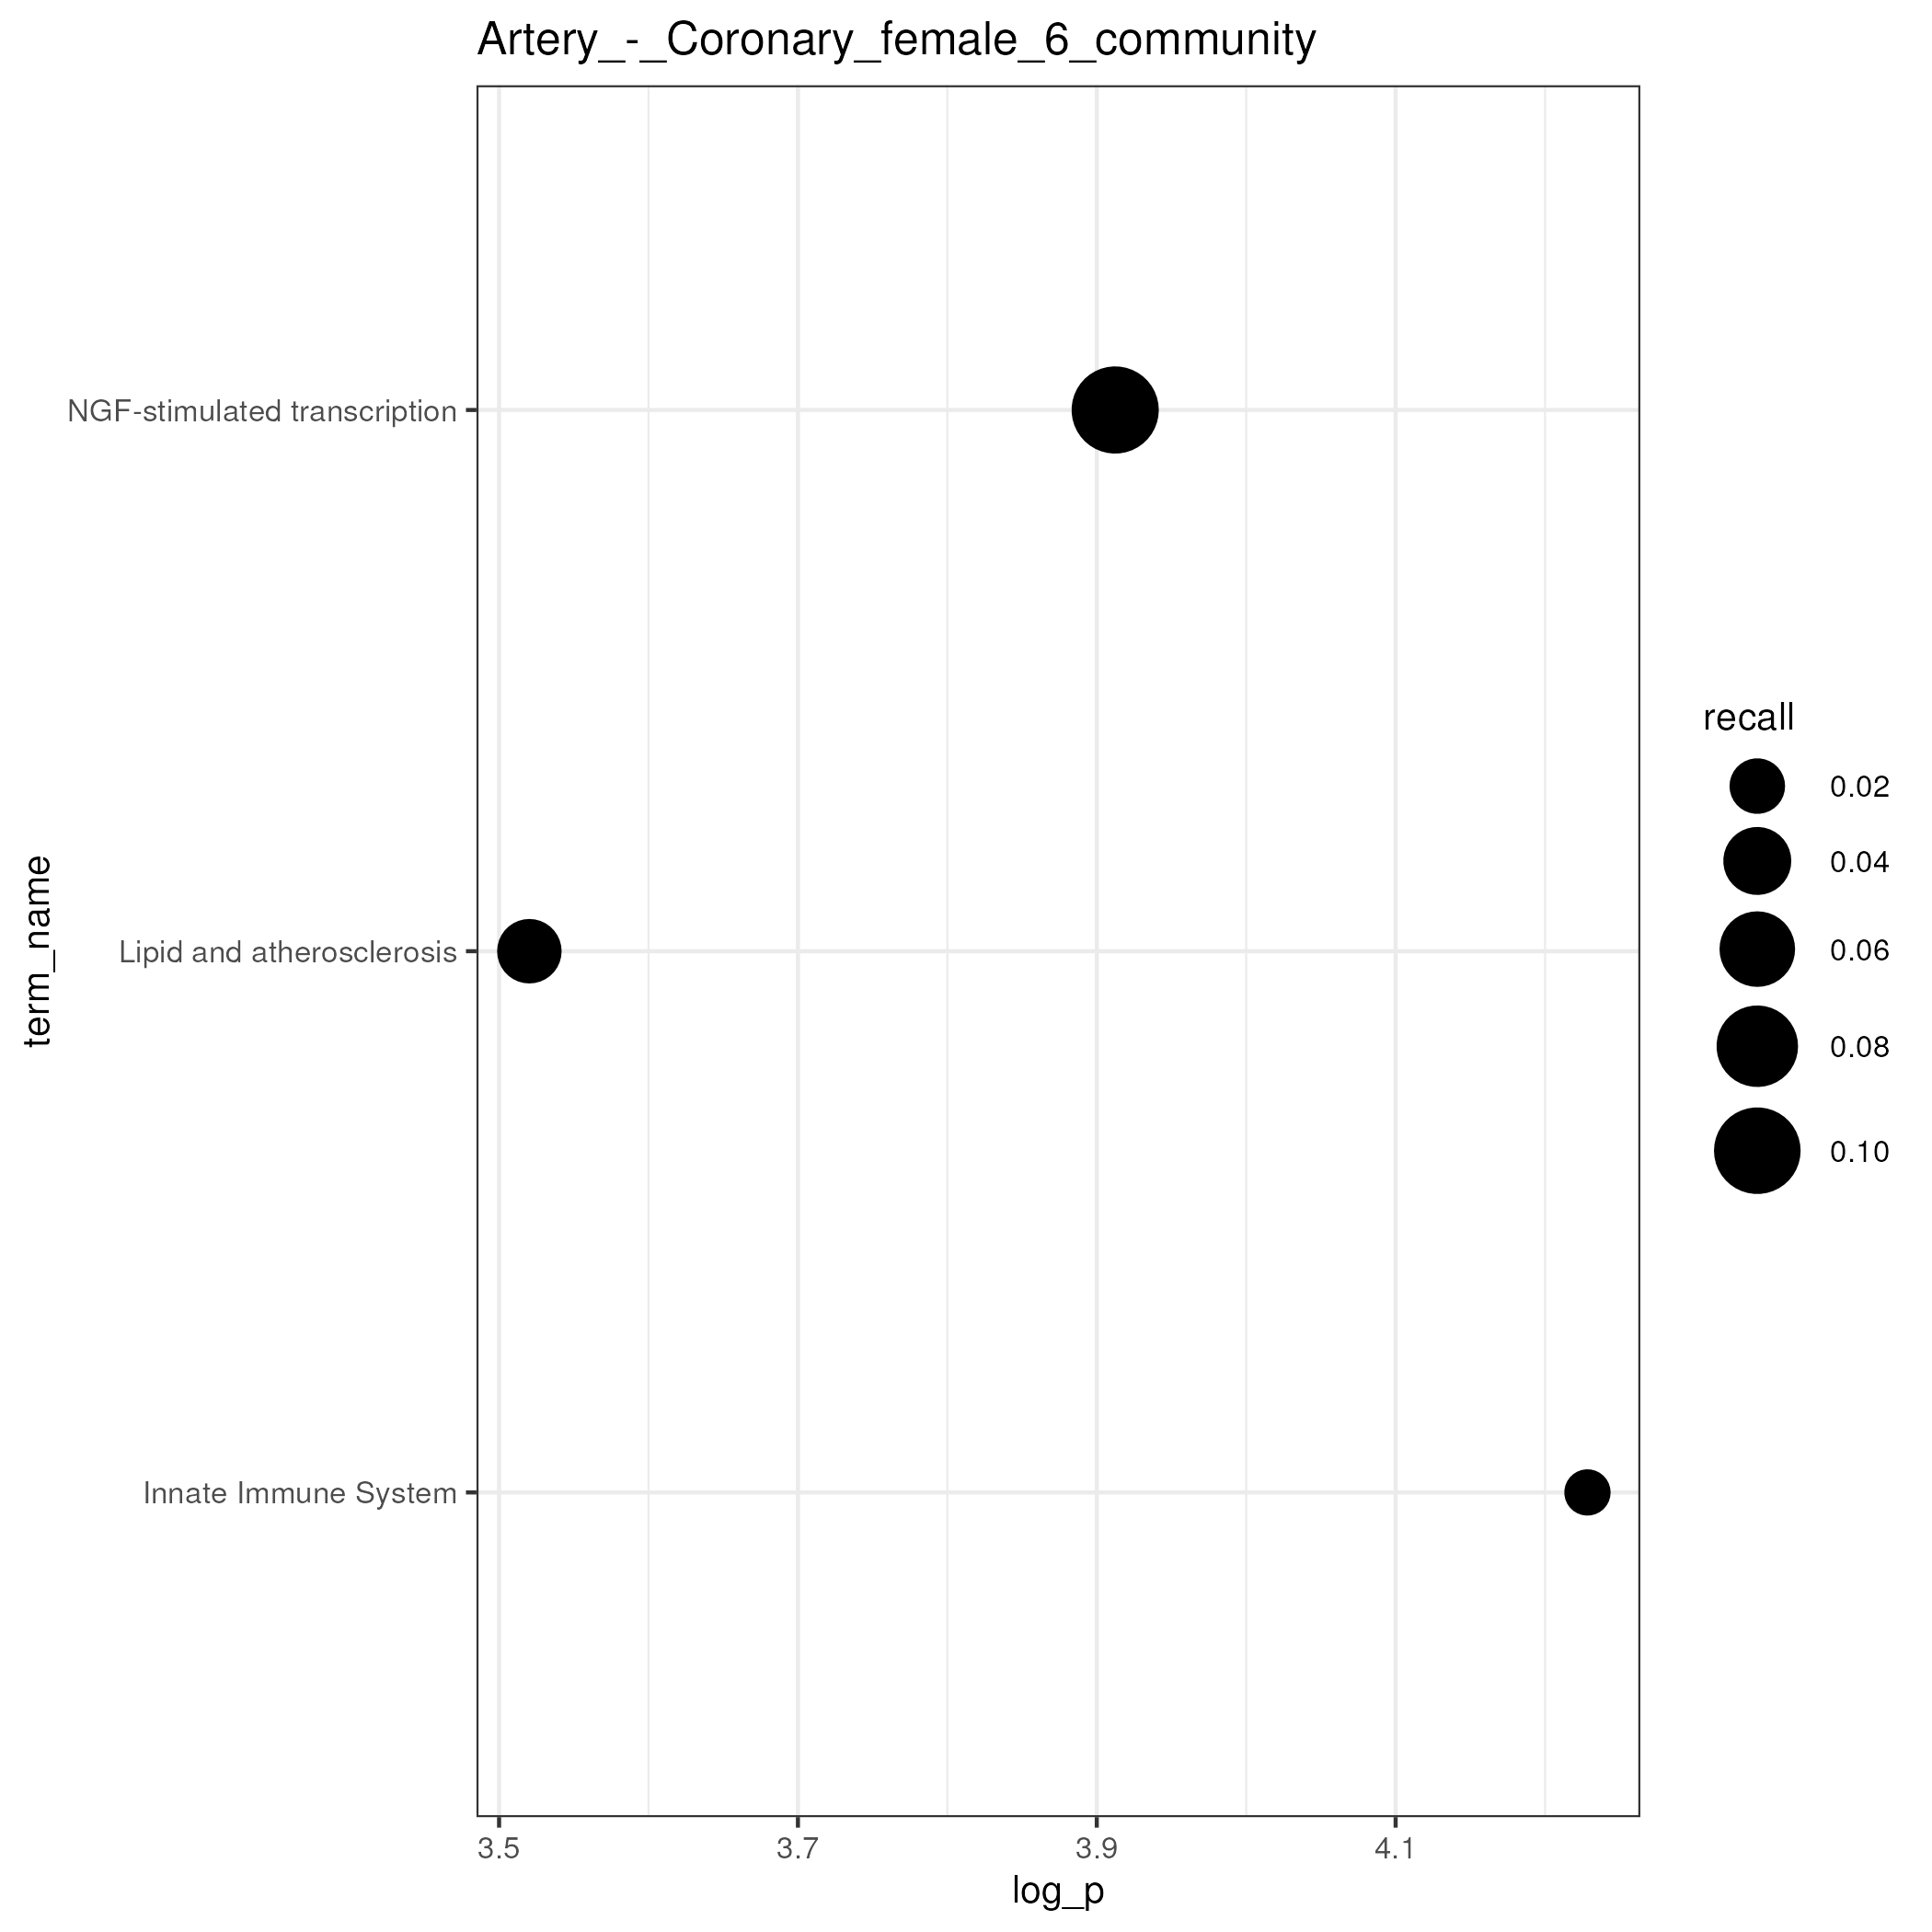 Artery_-_Coronary_female_6_community
NGF-stimulated transcription
Lipid and atherosclerosis
Innate Immune System
term_name
3.5
3.7
3.9
4.1
log_p
recall
0.02
0.04
0.06
0.08
0.10